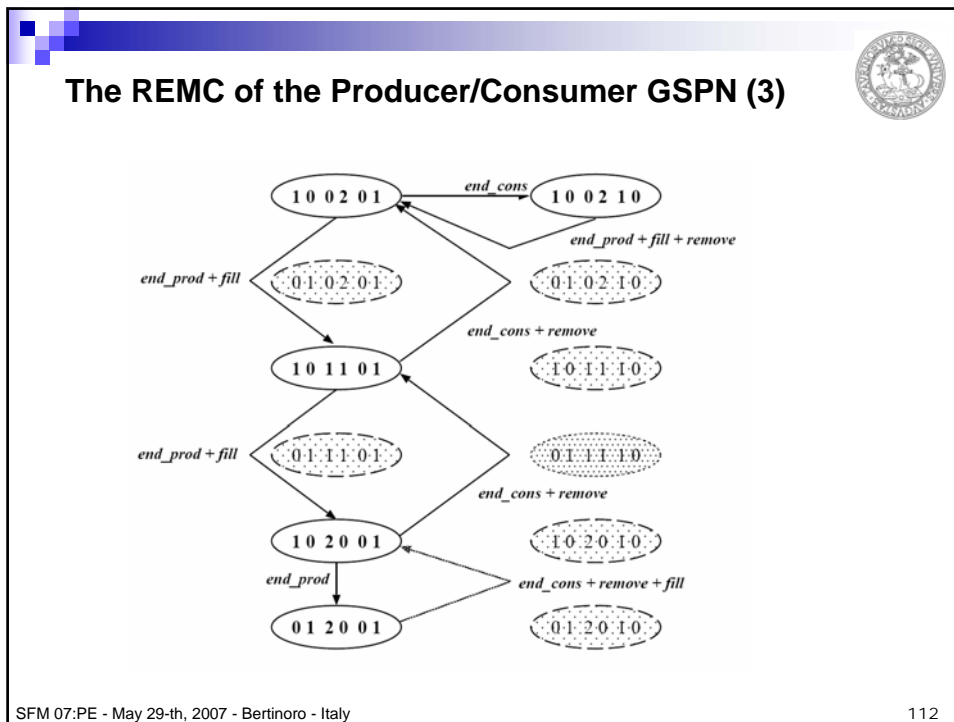 The REMC of the Producer/Consumer GSPN (3)
1 0 0 2 0 1
end_cons
1 0 0 2 1 0
end_prod + fill + remove
end_prod + fill
0 1 0 2 0 1
0 1 0 2 1 0
end_cons + remove
1 0 1 1 0 1
1 0 1 1 1 0
end_prod + fill
0 1 1 1 0 1
0 1 1 1 1 0
end_cons + remove
1 0 2 0 0 1
1 0 2 0 1 0
end_prod
end_cons + remove + fill
0 1 2 0 0 1
0 1 2 0 1 0
SFM 07:PE - May 29-th, 2007 - Bertinoro - Italy
112